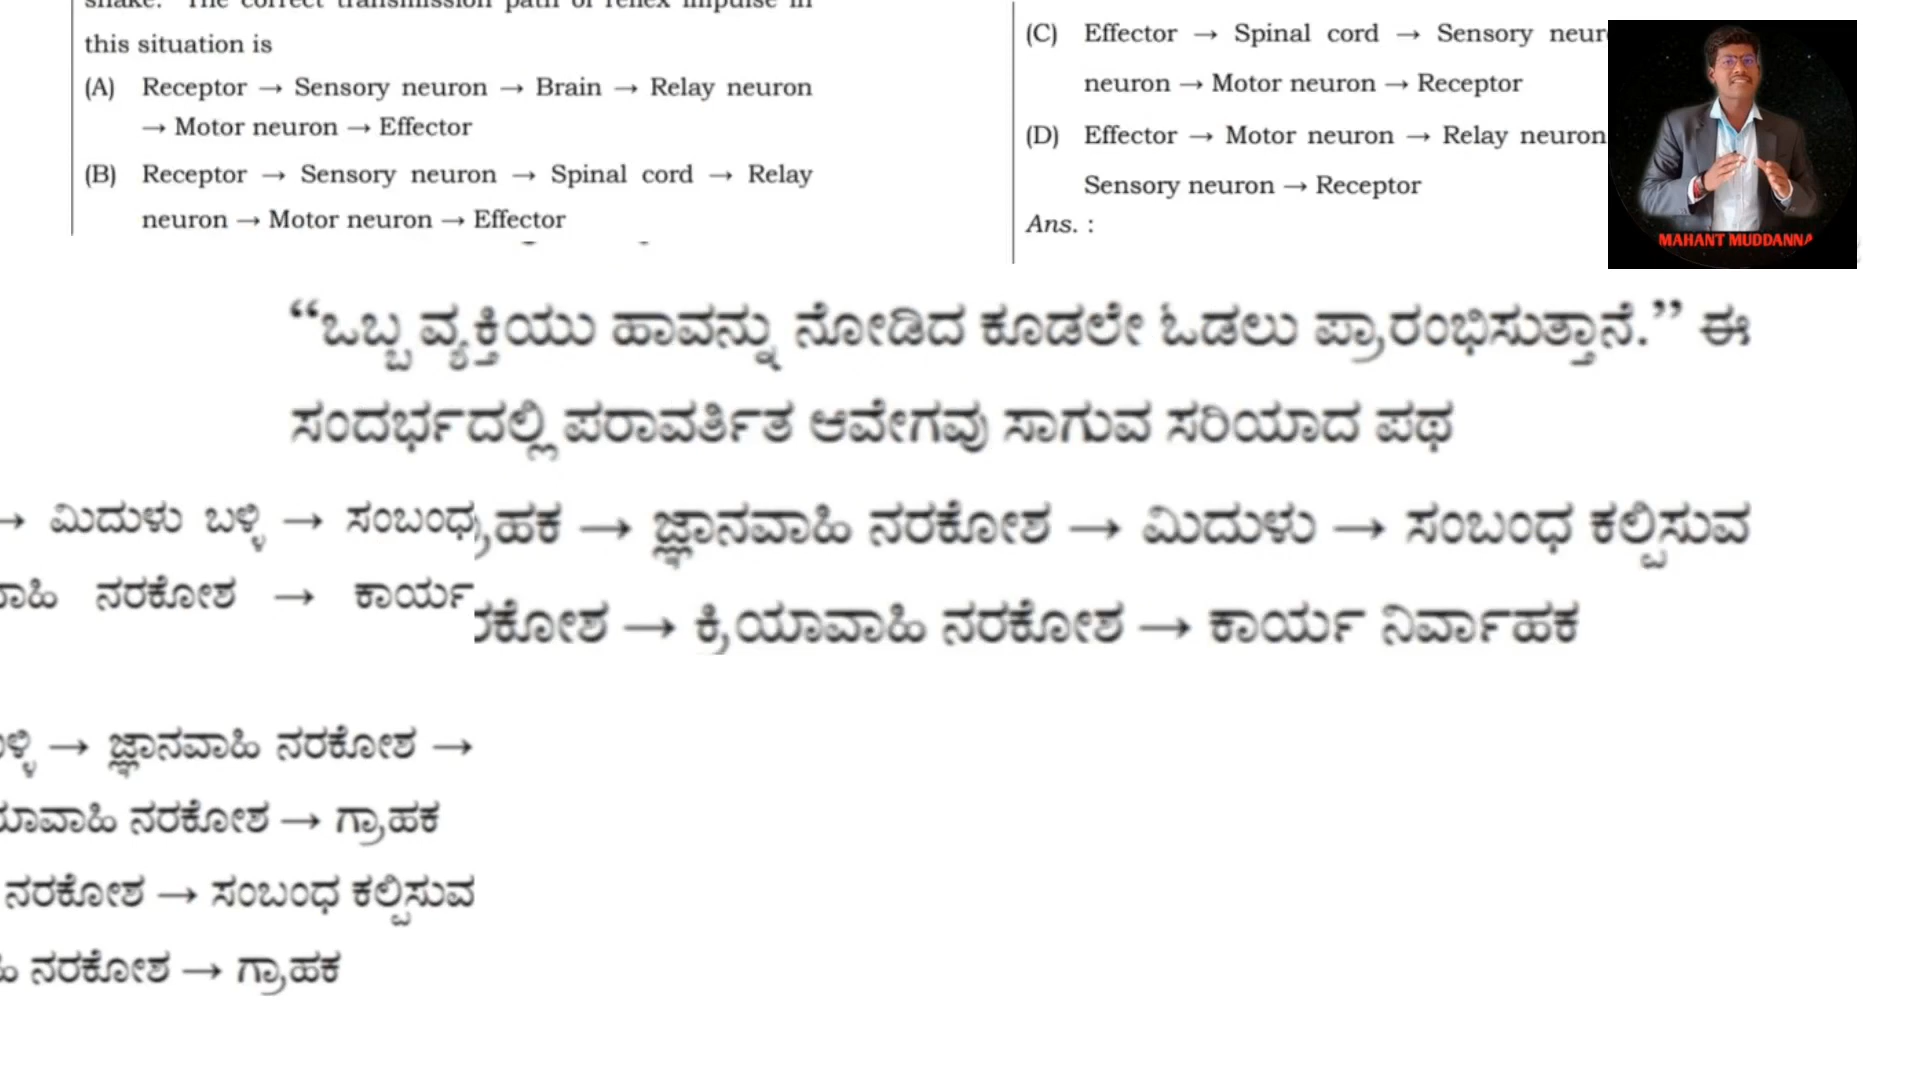 this situation is
(A) Receptor → Sensory neuron → Brain → Relay neuron
→ Motor neuron → Effector
(B) Receptor → Sensory neuron → Spinal cord → Relay
neuron → Motor neuron → Effector
(C) Effector → Spinal cord → Sensory
neuron → Motor neuron → Receptor
(D) Effector → Motor neuron → Relay neuron
Sensory neuron → Receptor
Ans. :
MAHANT MUDDANNA
“ಒಬ್ಬ ವ್ಯಕ್ತಿಯು ಹಾವನ್ನು ನೋಡಿದ ಕೂಡಲೇ ಓಡಲು ಪ್ರಾರಂಭಿಸುತ್ತಾನೆ.” ಈ
ಸಂದರ್ಭದಲ್ಲಿ ಪರಾವರ್ತಿತ ಆವೇಗವು ಸಾಗುವ ಸರಿಯಾದ ಪಥ
→ ಜ್ಞಾನವಾಹಿ ನರಕೋಶ → ಮಿದುಳು → ಸಂಬಂಧ ಕಲ್ಪಿಸುವ
→ ಕ್ರಿಯಾವಾಹಿ ನರಕೋಶ → ಕಾರ್ಯ ನಿರ್ವಾಹಕ
→ ಮಿದುಳು ಬಳ್ಳಿ → ಸಂಬಂಧ
ನರಕೋಶ → ಕಾರ್ಯ
→ ಜ್ಞಾನವಾಹಿ ನರಕೋಶ →
ನರಕೋಶ → ಗ್ರಾಹಕ
ನರಕೋಶ → ಸಂಬಂಧ ಕಲ್ಪಿಸುವ
ನರಕೋಶ → ಗ್ರಾಹಕ